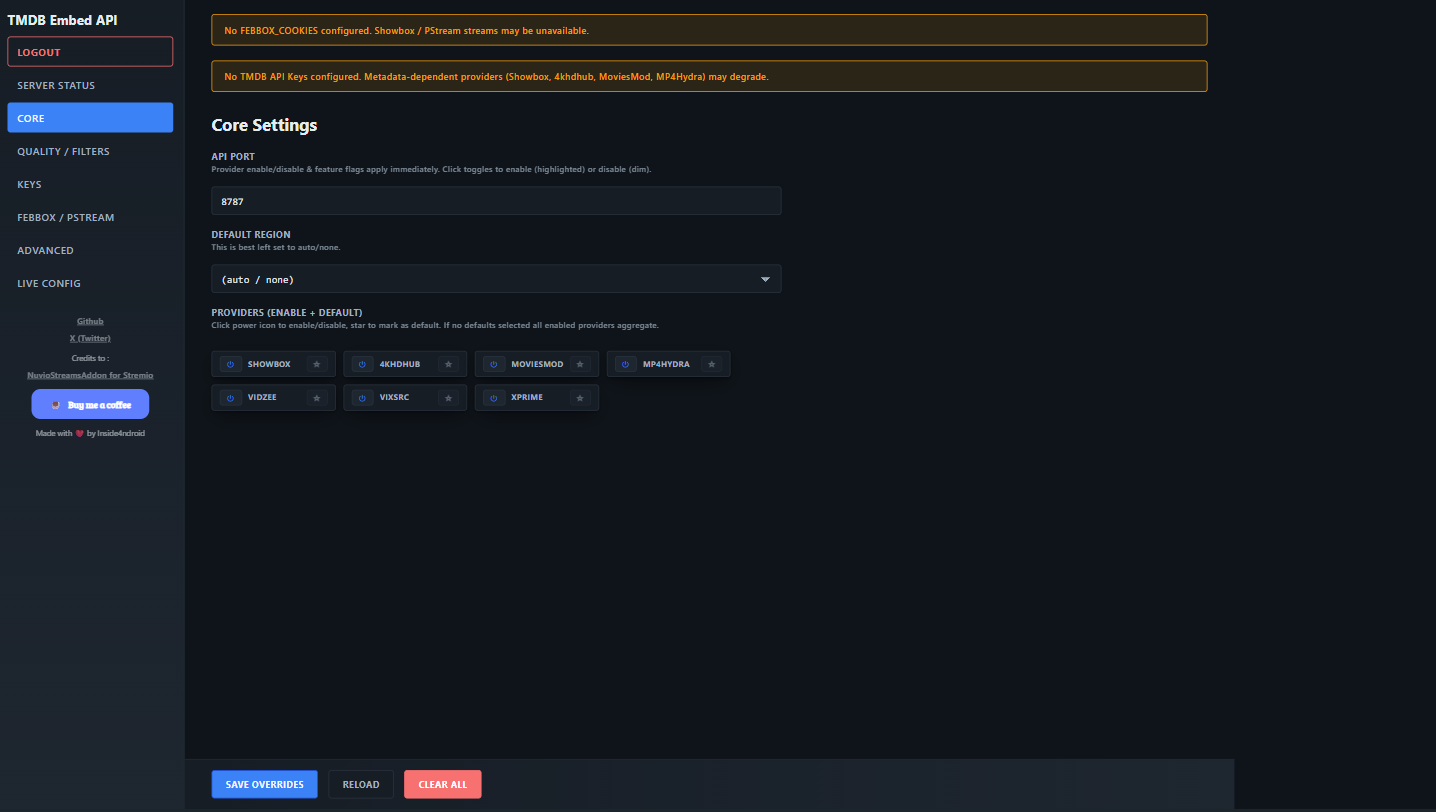 TMDB Embed API
LOGOUT
SERVER STATUS
CORE
QUALITY / FILTERS
KEYS
FEBBOX / PSTREAM
ADVANCED
LIVE CONFIG
Github
X (Twitter)
Credits to :
NuvioStreamsAddon for Stremio
Buy me a coffee
Made with ❤ by Inside4ndroid
No FEBBOX_COOKIES configured. Showbox / PStream streams may be unavailable.
No TMDB API Keys configured. Metadata-dependent providers (Showbox, 4khdhub, MoviesMod, MP4Hydra) may degrade.
Core Settings
API PORT
Provider enable/disable & feature flags apply immediately. Click toggles to enable (highlighted) or disable (dim).
8787
DEFAULT REGION
This is best left set to auto/none.
(auto / none)
PROVIDERS (ENABLE + DEFAULT)
Click power icon to enable/disable, star to mark as default. If no defaults selected all enabled providers aggregate.
SHOWBOX 4KHDHUB MOVIESMOD MP4HYDRA
VIDZEE VIXSRC XPRIME
SAVE OVERRIDES RELOAD CLEAR ALL